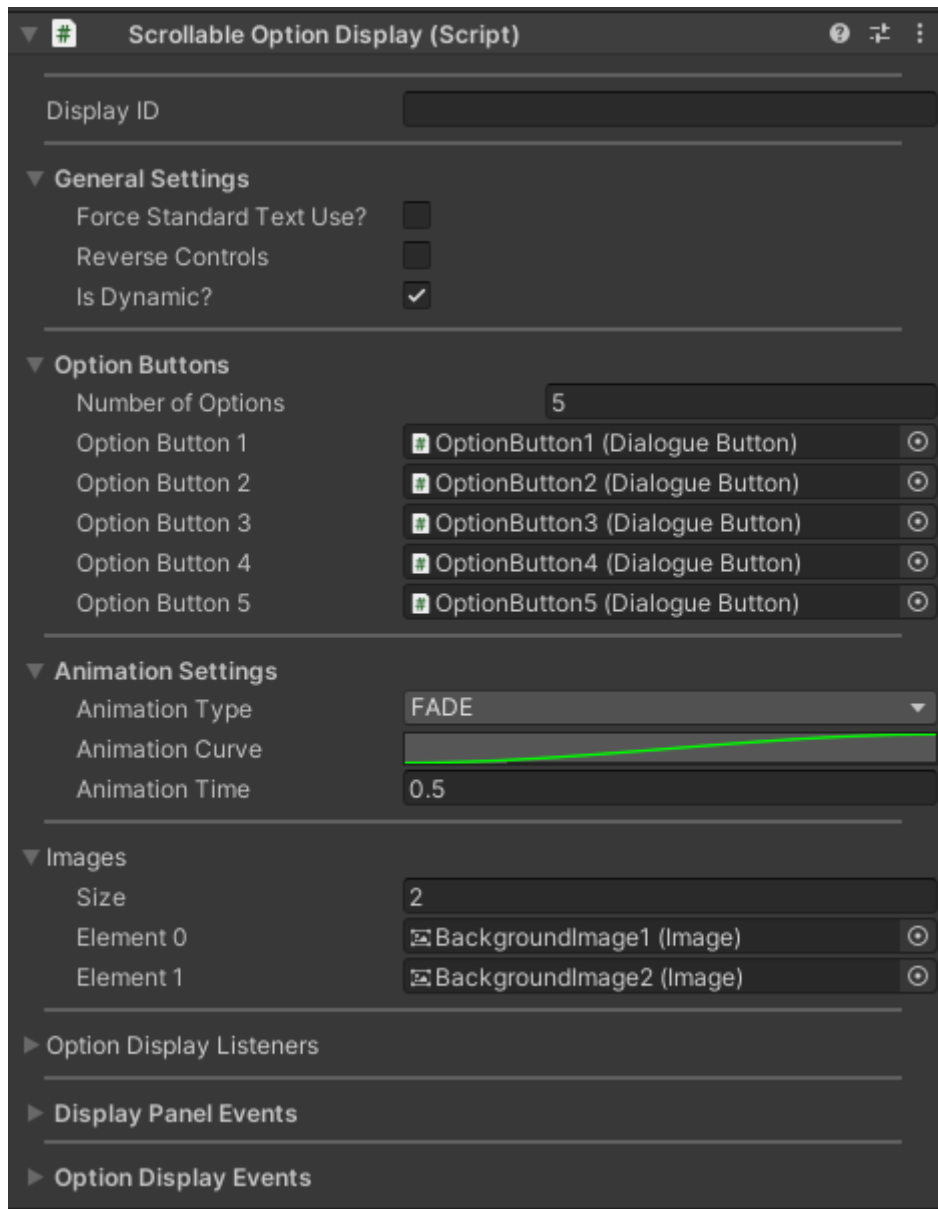 Scrollable Option Display (Script)
Display ID
General Settings
Force Standard Text Use?
Reverse Controls
Is Dynamic?
Option Buttons
Number of Options 5
Option Button 1 OptionButton1 (Dialogue Button)
Option Button 2 OptionButton2 (Dialogue Button)
Option Button 3 OptionButton3 (Dialogue Button)
Option Button 4 OptionButton4 (Dialogue Button)
Option Button 5 OptionButton5 (Dialogue Button)
Animation Settings
Animation Type FADE
Animation Curve
Animation Time 0.5
Images
Size 2
Element 0 BackgroundImage1 (Image)
Element 1 BackgroundImage2 (Image)
Option Display Listeners
Display Panel Events
Option Display Events